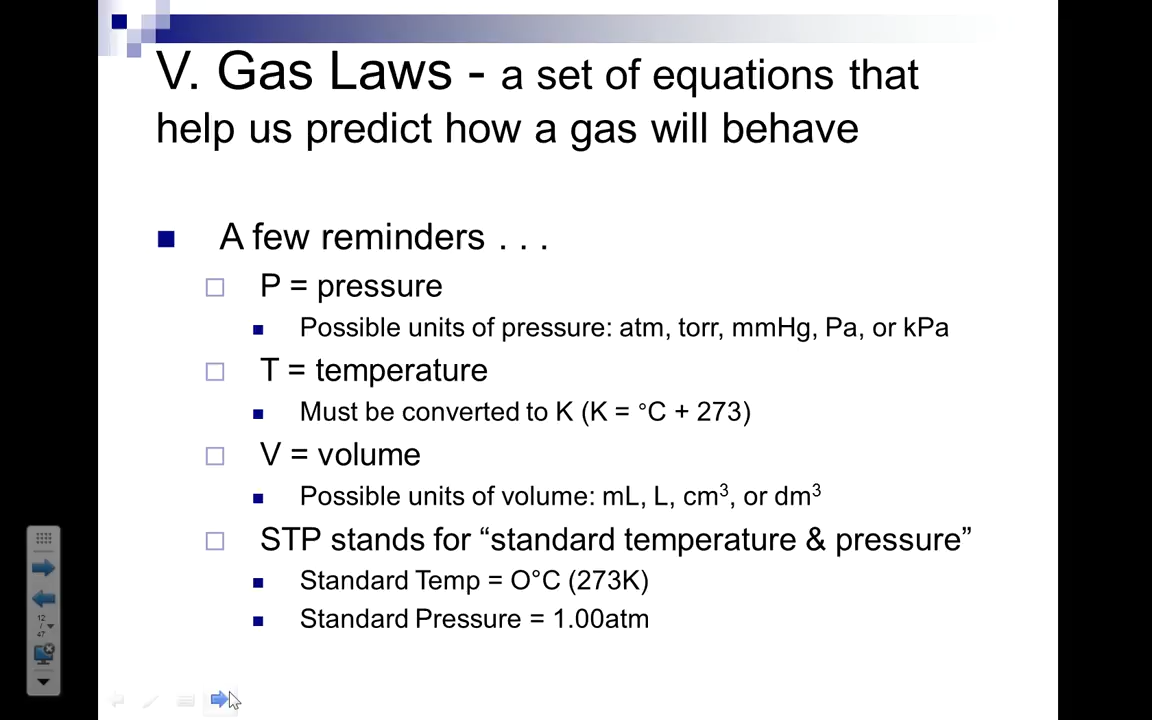 V. Gas Laws - a set of equations that
help us predict how a gas will behave
A few reminders . . .
P = pressure
Possible units of pressure: atm, torr, mmHg, Pa, or kPa
T = temperature
Must be converted to K (K = °C + 273)
V = volume
Possible units of volume: mL, L, cm³, or dm³
STP stands for “standard temperature & pressure”
Standard Temp = O°C (273K)
Standard Pressure = 1.00atm
12
/
47